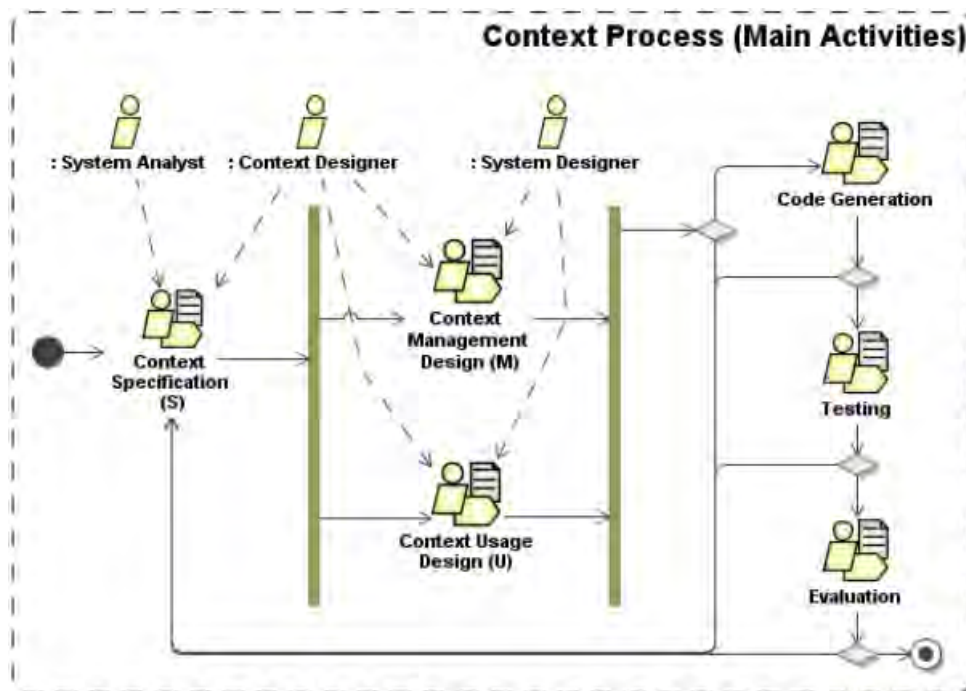 Context Process (Main Activities)
: System Analyst
: Context Designer
: System Designer
Code Generation
Context
Management
Design (M)
Context
Specification
(S)
Testing
Context Usage
Design (U)
Evaluation